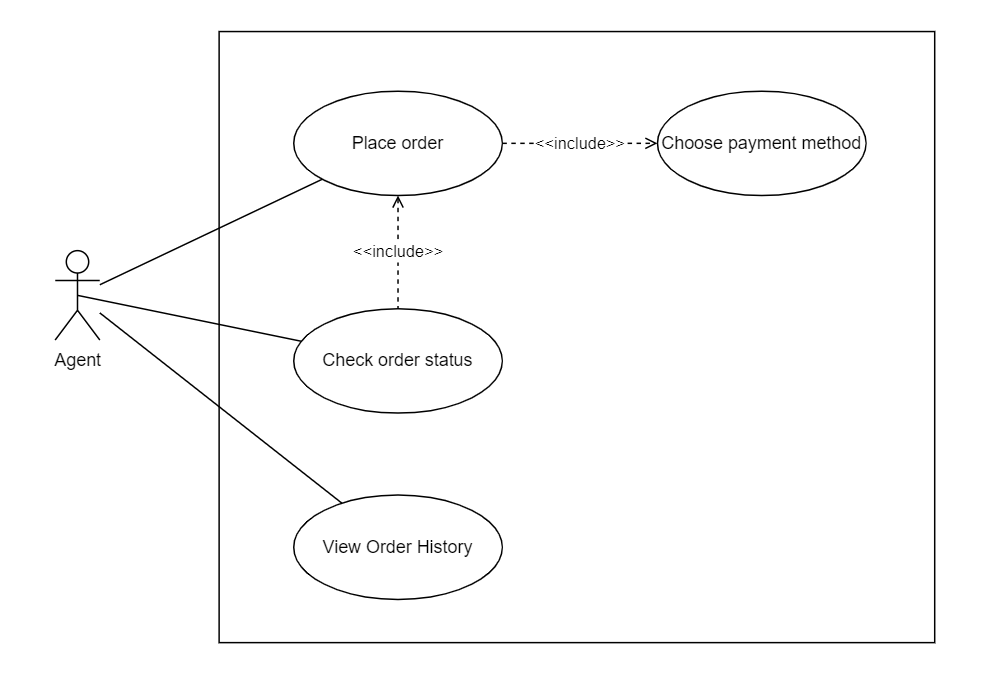 Place order
<<include>>
Choose payment method
<<include>>
Agent
Check order status
View Order History